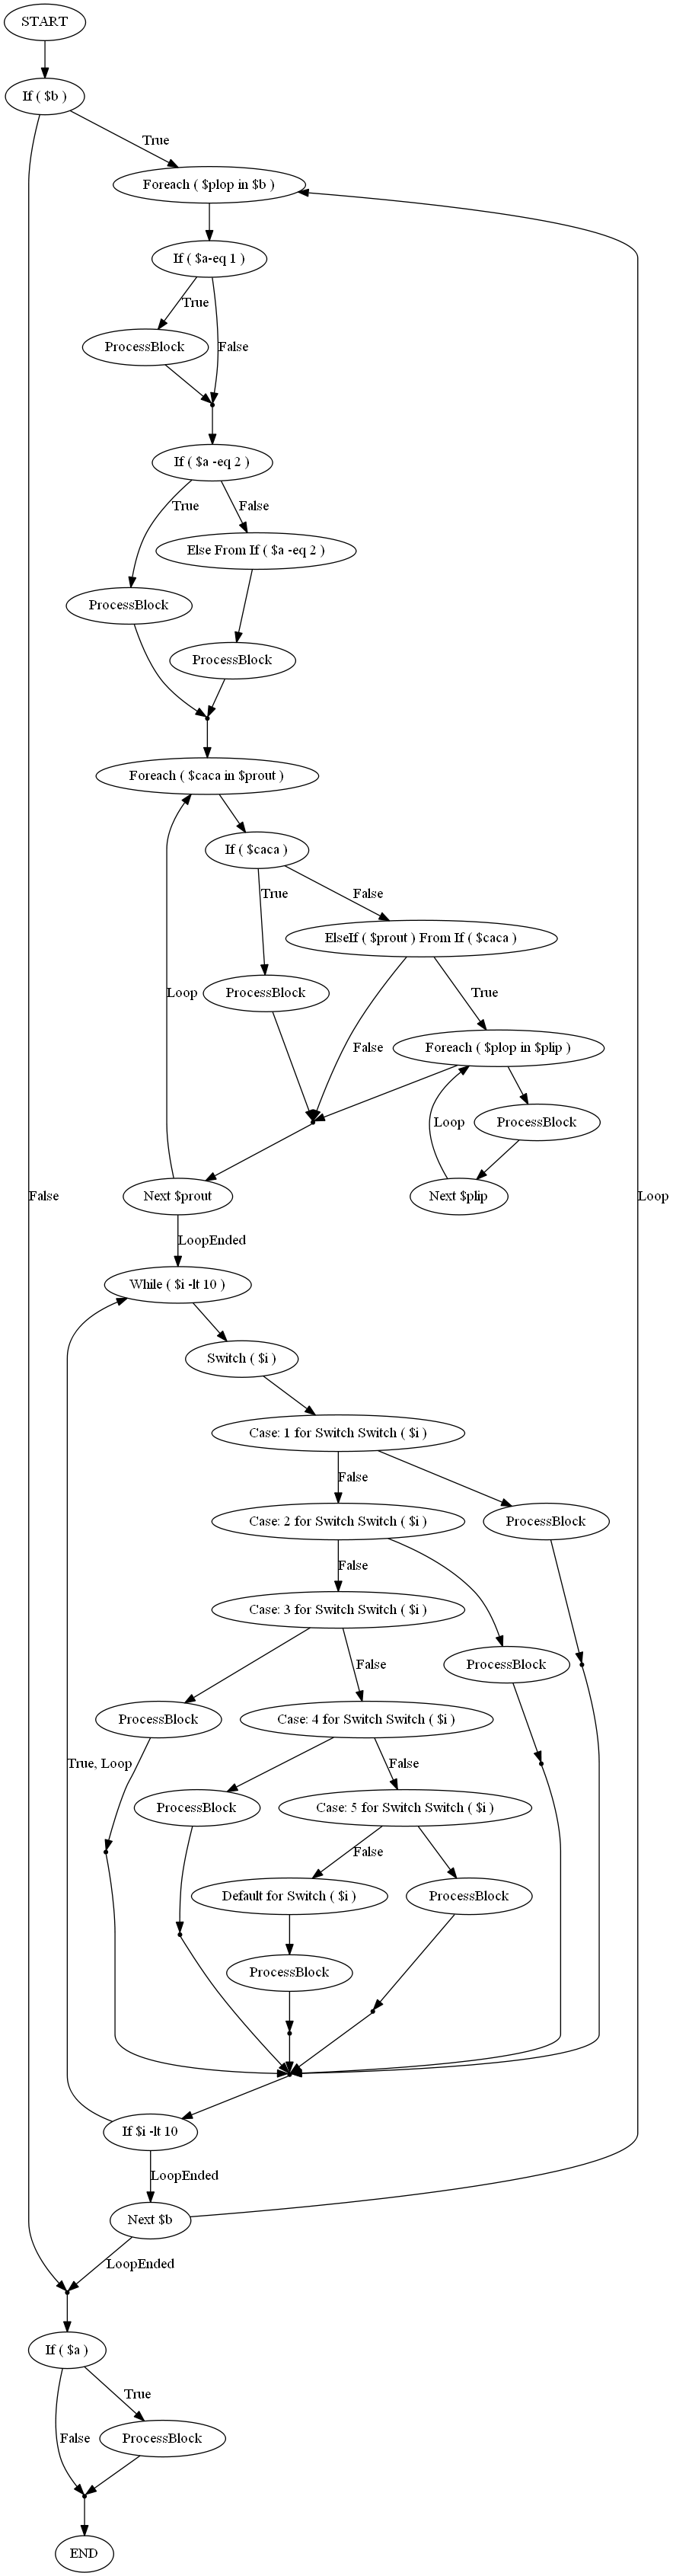 START
If ( $b )
True
Foreach ( $plop in $b )
If ( $a-eq 1 )
True
ProcessBlock
False
If ( $a -eq 2 )
True
False
Else From If ( $a -eq 2 )
ProcessBlock
ProcessBlock
Foreach ( $caca in $prout )
If ( $caca )
True
False
ElseIf ( $prout ) From If ( $caca )
ProcessBlock
Loop
True
False
Foreach ( $plop in $plip )
Loop
ProcessBlock
False
Next $prout
Next $plip
Loop
LoopEnded
While ( $i -lt 10 )
Switch ( $i )
Case: 1 for Switch Switch ( $i )
False
Case: 2 for Switch Switch ( $i )
ProcessBlock
False
Case: 3 for Switch Switch ( $i )
False
ProcessBlock
ProcessBlock
Case: 4 for Switch Switch ( $i )
True, Loop
False
ProcessBlock
Case: 5 for Switch Switch ( $i )
False
Default for Switch ( $i )
ProcessBlock
ProcessBlock
If $i -lt 10
LoopEnded
Next $b
LoopEnded
If ( $a )
True
False
ProcessBlock
END